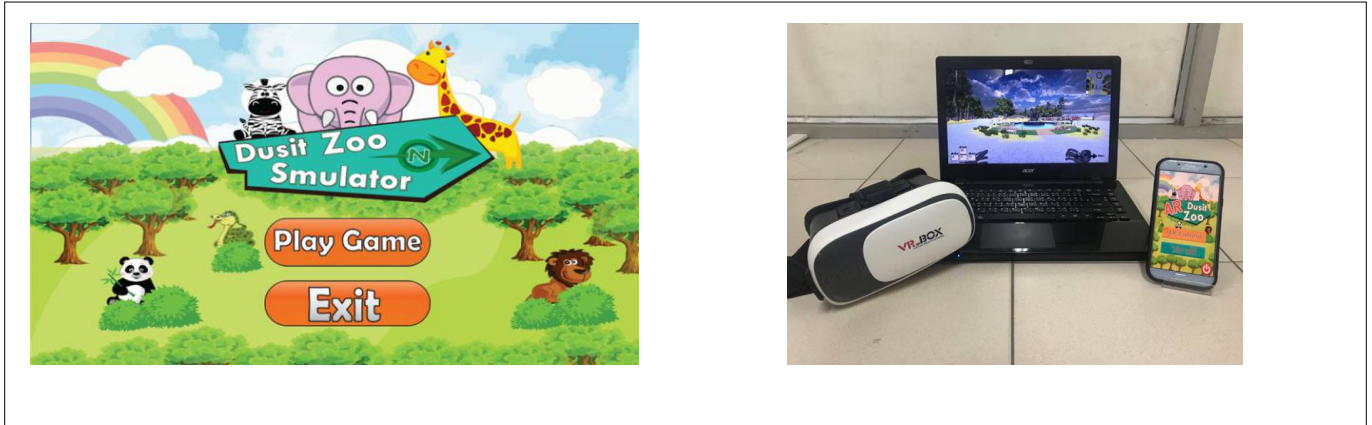 Dusit Zoo
N
Smulator
Play Game
Exit
VR BOX
acer
AR Dusit
Zoo